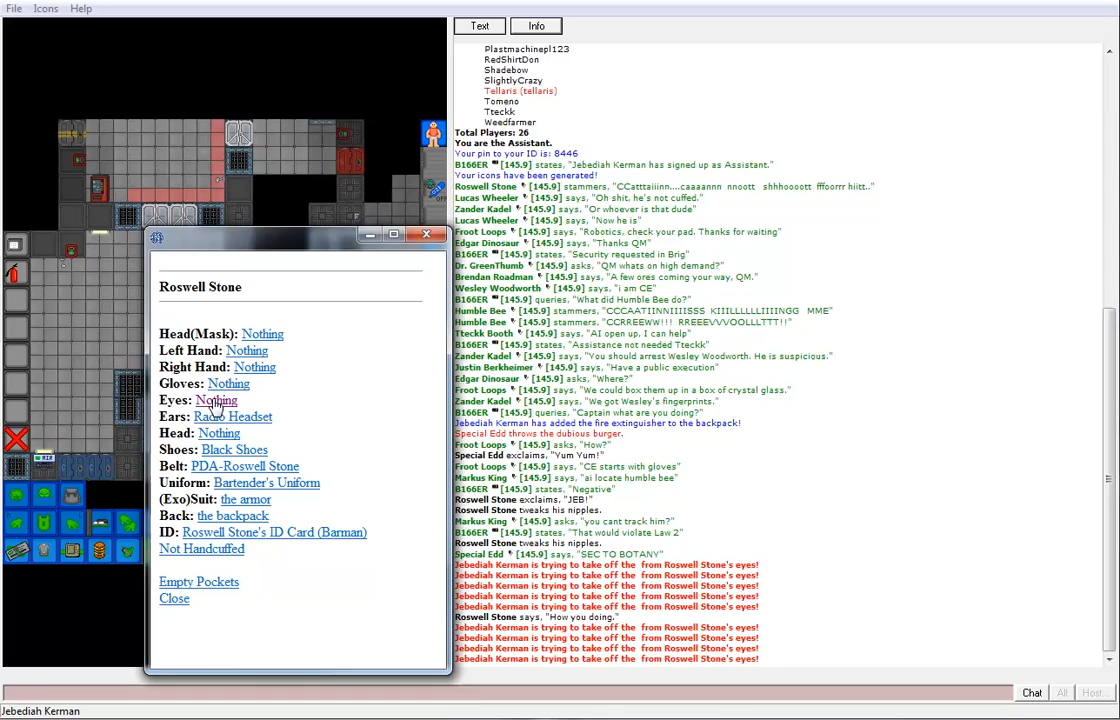 File Icons Help
Text Info
Plastmachinepl123
RedShirtDon
Shadebow
SlightlyCrazy
Tellaris (tellaris)
Tomeno
Tteckk
Weedfarmer
Total Players: 26
You are the Assistant.
Your pin to your ID is: 8446
B166ER [145.9] states, "Jebediah Kerman has signed up as Assistant."
Your icons have been generated!
Roswell Stone [145.9] stammers, "CCatttaiiinn....caaaannn nnoott shhhoooott fffoorrr hiitt.."
Lucas Wheeler [145.9] says, "Oh shit, he's not cuffed."
Zander Kadel [145.9] says, "Or whoever is that dude"
Lucas Wheeler [145.9] says, "Now he is"
Froot Loops [145.9] says, "Robotics, check your pad. Thanks for waiting"
Edgar Dinosaur [145.9] says, "Thanks QM"
B166ER [145.9] states, "Security requested in Brig"
Dr. GreenThumb [145.9] asks, "QM whats on high demand?"
Brendan Roadman [145.9] says, "A few ores coming your way, QM."
Wesley Woodworth [145.9] says, "i am CE"
B166ER [145.9] queries, "What did Humble Bee do?"
Humble Bee [145.9] stammers, "CCCAATIINNIIIISSS KIIILLLLLLIIIINGG MME"
Humble Bee [145.9] stammers, "CCRREEWW!!! RREEEVVVOOLLLTTT!!"
Tteckk Booth [145.9] says, "AI open up, I can help"
B166ER [145.9] states, "Assistance not needed Tteckk"
Zander Kadel [145.9] says, "You should arrest Wesley Woodworth. He is suspicious."
Justin Berkheimer [145.9] says, "Have a public execution"
Edgar Dinosaur [145.9] asks, "Where?"
Froot Loops [145.9] says, "We could box them up in a box of crystal glass."
Zander Kadel [145.9] says, "We got Wesley's fingerprints."
B166ER [145.9] queries, "Captain what are you doing?"
Jebediah Kerman has added the fire extinguisher to the backpack!
Special Edd throws the dubious burger.
Froot Loops [145.9] asks, "How?"
Special Edd exclaims, "Yum Yum!"
Froot Loops [145.9] says, "CE starts with gloves"
Markus King [145.9] asks, "ai locate humble bee"
B166ER [145.9] states, "Negative"
Roswell Stone exclaims, "JEB!"
Roswell Stone tweaks his nipples.
Markus King [145.9] asks, "you cant track him?"
B166ER [145.9] states, "That would violate Law 2"
Roswell Stone tweaks his nipples.
Special Edd [145.9] says, "SEC TO BOTANY"
Jebediah Kerman is trying to take off the from Roswell Stone's eyes!
Jebediah Kerman is trying to take off the from Roswell Stone's eyes!
Jebediah Kerman is trying to take off the from Roswell Stone's eyes!
Jebediah Kerman is trying to take off the from Roswell Stone's eyes!
Jebediah Kerman is trying to take off the from Roswell Stone's eyes!
Roswell Stone says, "How you doing."
Jebediah Kerman is trying to take off the from Roswell Stone's eyes!
Jebediah Kerman is trying to take off the from Roswell Stone's eyes!
Jebediah Kerman is trying to take off the from Roswell Stone's eyes!
Jebediah Kerman is trying to take off the from Roswell Stone's eyes!
Roswell Stone
Head(Mask): Nothing
Left Hand: Nothing
Right Hand: Nothing
Gloves: Nothing
Eyes: Nothing
Ears: Radio Headset
Head: Nothing
Shoes: Black Shoes
Belt: PDA-Roswell Stone
Uniform: Bartender's Uniform
(Exo)Suit: the armor
Back: the backpack
ID: Roswell Stone's ID Card (Barman)
Not Handcuffed
Empty Pockets
Close
Chat All Host...
Jebediah Kerman